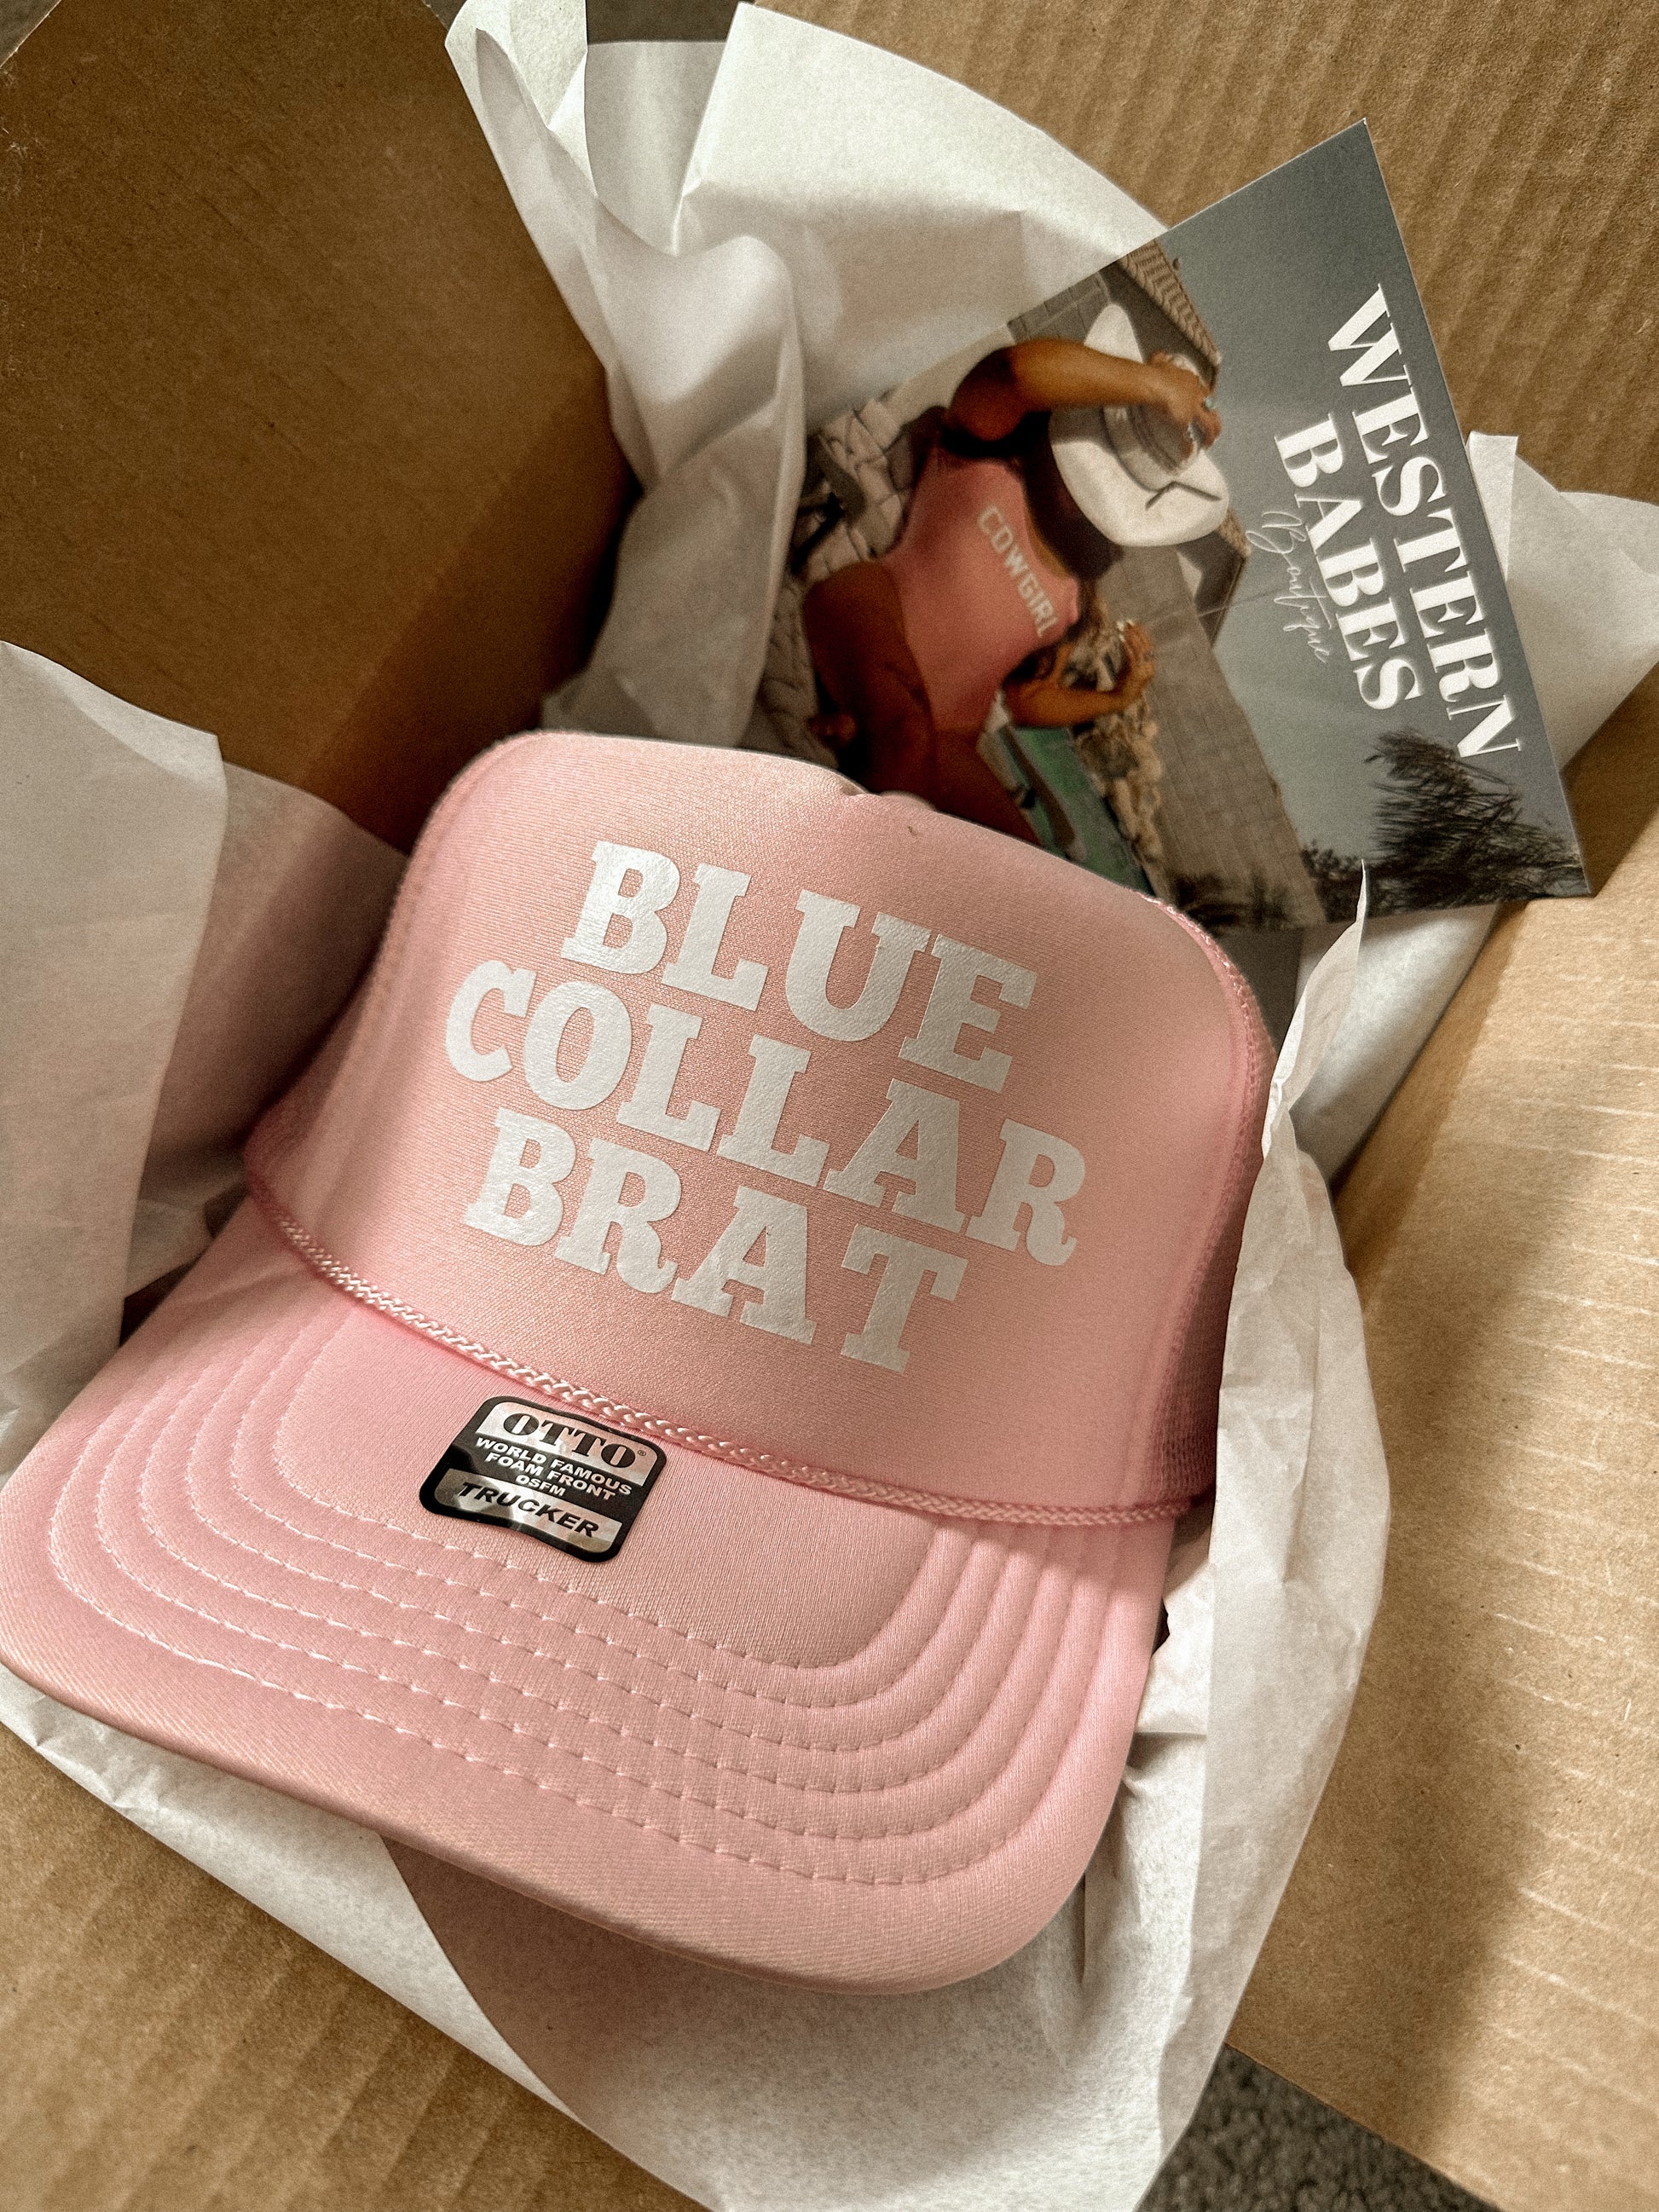 WESTERN
BABES
Boutique
COWGIRL
BLUE
COLLAR
BRAT
OTTO®
WORLD FAMOUS
FOAM FRONT
OSFM
TRUCKER